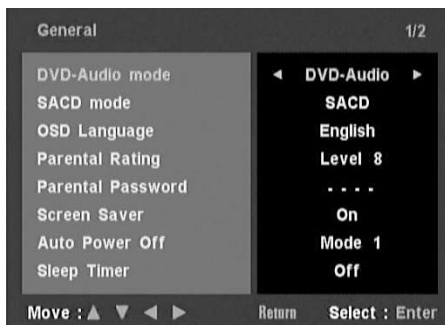 General 1/2
DVD-Audio mode ◄ DVD-Audio ►
SACD mode SACD
OSD Language English
Parental Rating Level 8
Parental Password - - - -
Screen Saver On
Auto Power Off Mode 1
Sleep Timer Off
Move : ▲ ▼ ◄ ► Return Select : Enter